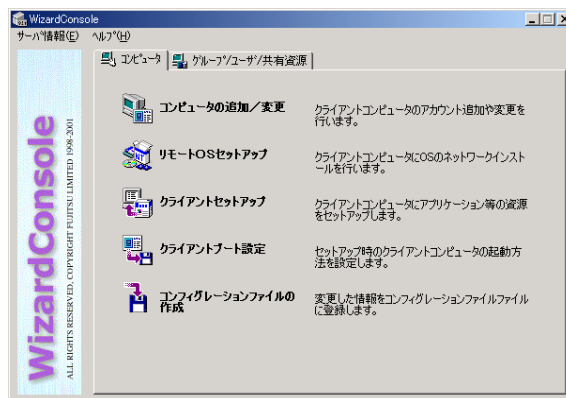 WizardConsole
サーバ情報(E) ヘルプ(H)
コンピュータ グループ/ユーザ/共有資源
コンピュータの追加/変更
クライアントコンピュータのアカウント追加や変更を
行います。
リモートOSセットアップ
クライアントコンピュータにOSのネットワークインスト
ールを行います。
クライアントセットアップ
クライアントコンピュータにアプリケーション等の資源
をセットアップします。
クライアントブート設定
セットアップ時のクライアントコンピュータの起動方
法を設定します。
コンフィグレーションファイルの
作成
変更した情報をコンフィグレーションファイルファイル
に登録します。
WizardConsole
ALL RIGHTS RESERVED, COPYRIGHT FUJITSU LIMITED 1998-2001